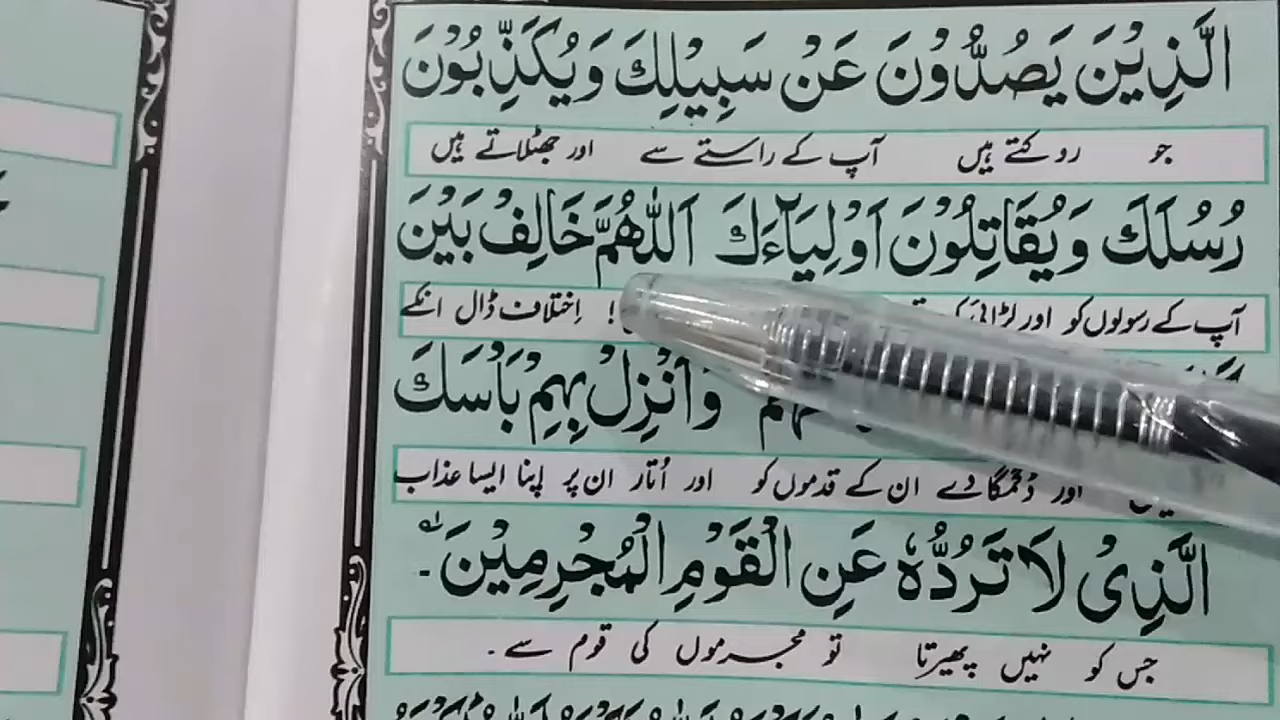 الَّذِيْنَ يَصُدُّوْنَ عَنْ سَبِيْلِكَ وَيُكَذِّبُوْنَ
جو روکتے ہیں آپ کے راستے سے اور جھٹلاتے ہیں
رُسُلَكَ وَيُقَاتِلُوْنَ اَوْلِيَآءَكَ اَللّٰهُمَّ خَالِفْ بَيْنَ
آپ کے رسولوں کو اور لڑائی ! اِختلاف ڈال انکے
وَاَنْزِلْ بِهِمْ بَاْسَكَ
اور ڈگمگا دے ان کے قدموں کو اور اُتار ان پر اپنا ایسا عذاب
الَّذِىْ لَا تَرُدُّهٗ عَنِ الْقَوْمِ الْمُجْرِمِيْنَ ۔
جس کو نہیں پھیرتا تو مجرموں کی قوم سے۔